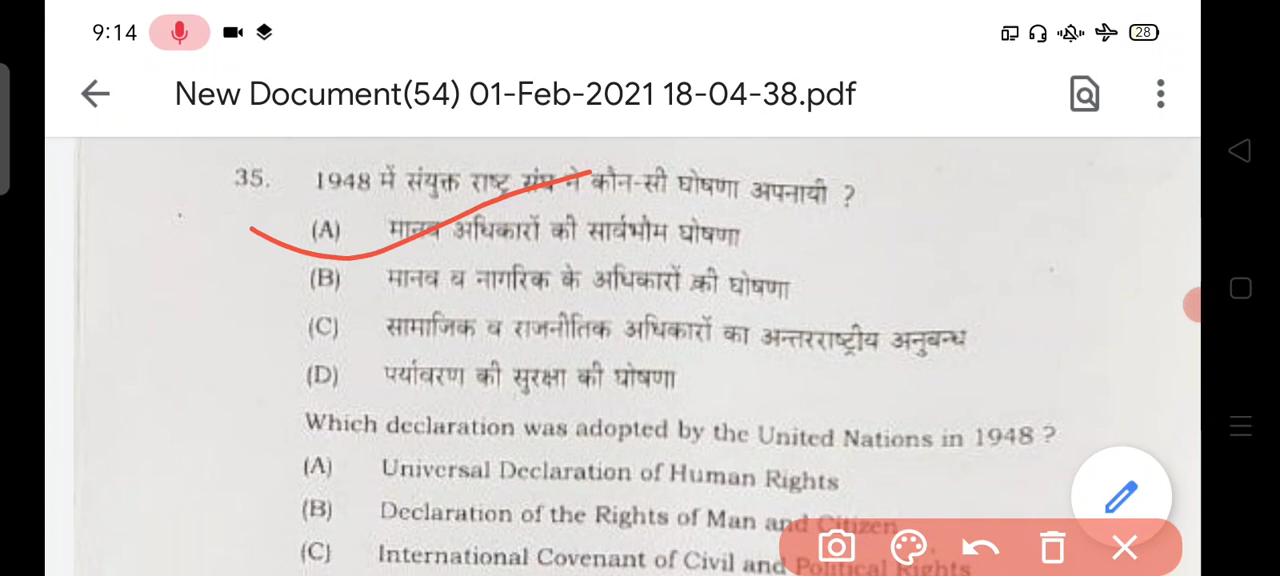 9:14
28
New Document(54) 01-Feb-2021 18-04-38.pdf
35. 1948 में संयुक्त राष्ट्र संघ ने कौन-सी घोषणा अपनायी ?
(A) मानव अधिकारों की सार्वभौम घोषणा
(B) मानव व नागरिक के अधिकारों की घोषणा
(C) सामाजिक व राजनीतिक अधिकारों का अन्तरराष्ट्रीय अनुबन्ध
(D) पर्यावरण की सुरक्षा की घोषणा
Which declaration was adopted by the United Nations in 1948 ?
(A) Universal Declaration of Human Rights
(B) Declaration of the Rights of Man and Citizen
(C) International Covenant of Civil and Political Rights